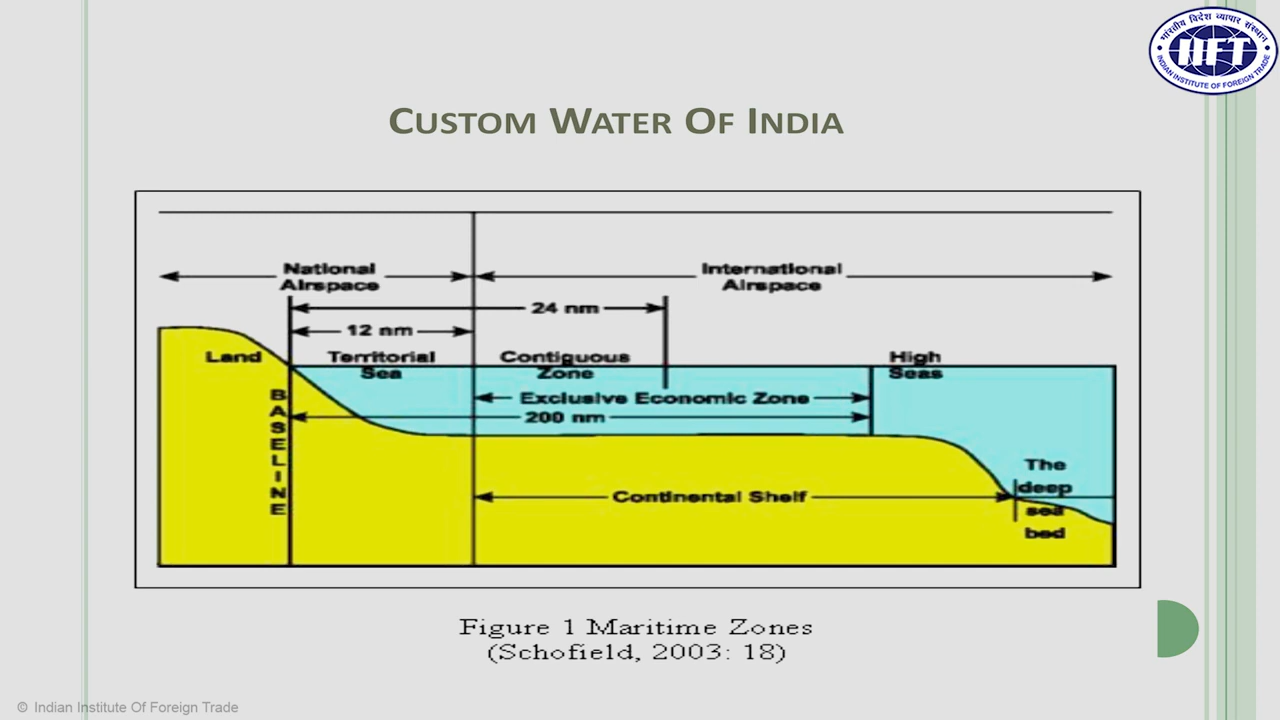 भारतीय विदेश व्यापार संस्थान
IIFT
INDIAN INSTITUTE OF FOREIGN TRADE
CUSTOM WATER OF INDIA
National
Airspace
International
Airspace
24 nm
12 nm
Land
Territorial
Sea
Contiguous
Zone
High
Seas
BASELINE
Exclusive Economic Zone
200 nm
Continental Shelf
The
deep
sea
bed
Figure 1 Maritime Zones
(Schofield, 2003: 18)
© Indian Institute Of Foreign Trade